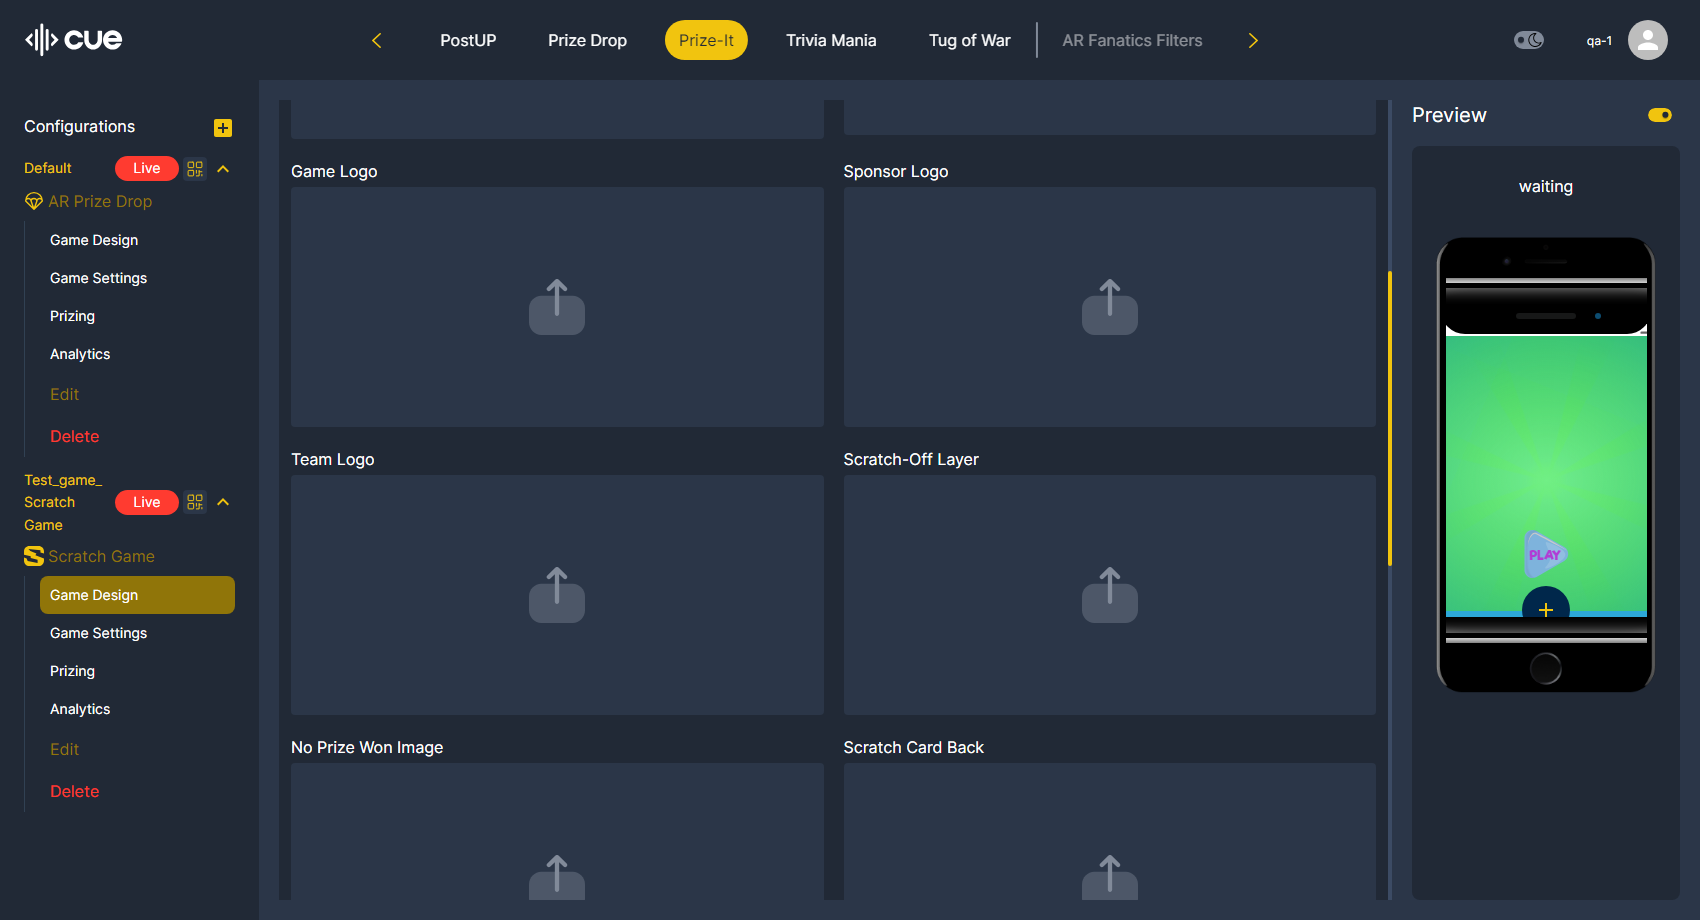 cue
PostUP
Prize Drop
Prize-It
Trivia Mania
Tug of War
AR Fanatics Filters
qa-1
Configurations
Default
Live
AR Prize Drop
Game Design
Game Settings
Prizing
Analytics
Edit
Delete
Test_game_
Scratch
Game
Live
Scratch Game
Game Design
Game Settings
Prizing
Analytics
Edit
Delete
Game Logo
Sponsor Logo
Team Logo
Scratch-Off Layer
No Prize Won Image
Scratch Card Back
Preview
waiting
PLAY